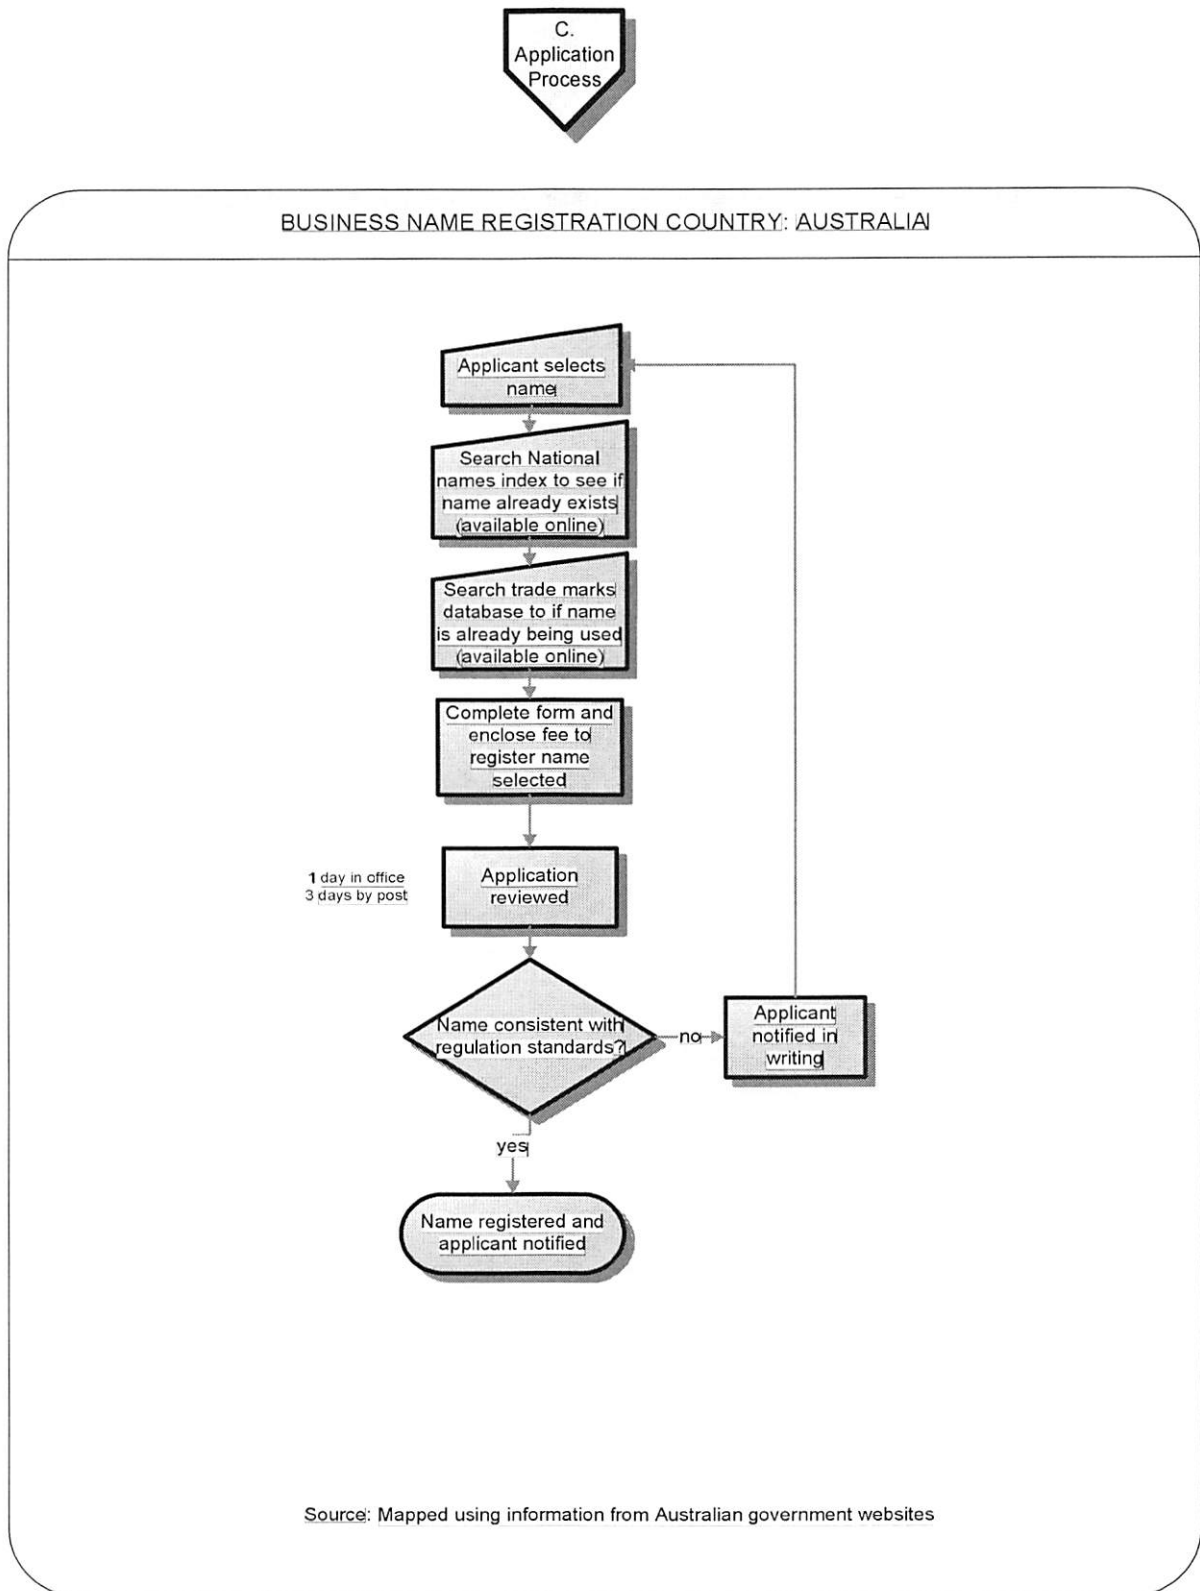 C.
Application
Process
BUSINESS NAME REGISTRATION COUNTRY: AUSTRALIA
Applicant selects
name
Search National
names index to see if
name already exists
(available online)
Search trade marks
database to if name
is already being used
(available online)
Complete form and
enclose fee to
register name
selected
1 day in office
3 days by post
Application
reviewed
Name consistent with
regulation standards?
no
Applicant
notified in
writing
yes
Name registered and
applicant notified
Source: Mapped using information from Australian government websites